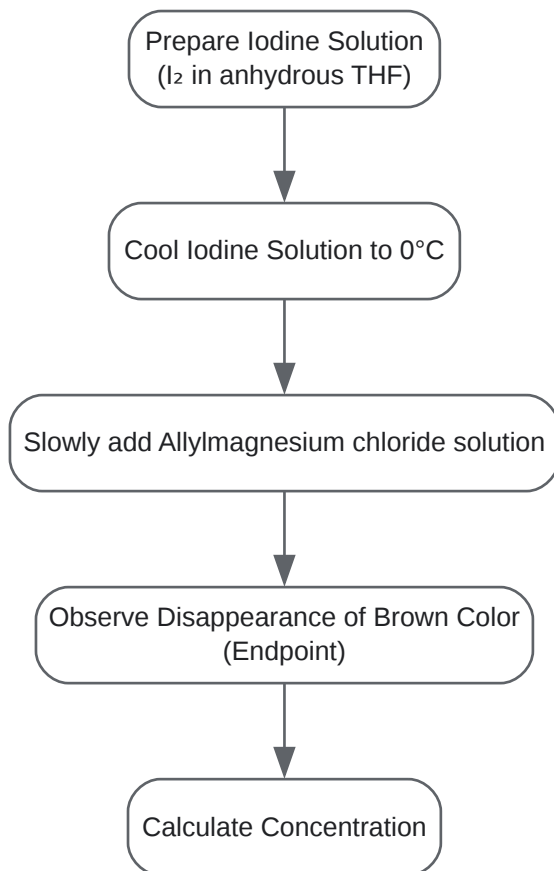 Prepare Iodine Solution
(I₂ in anhydrous THF)
Cool Iodine Solution to 0°C
Slowly add Allylmagnesium chloride solution
Observe Disappearance of Brown Color
(Endpoint)
Calculate Concentration